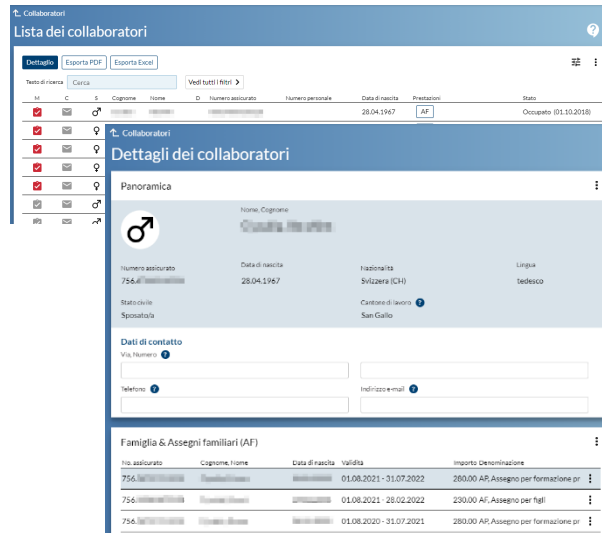 Collaboratori
Lista dei collaboratori
Dettaglio Esporta PDF Esporta Excel
Testo di ricerca Cerca Vedi tutti i filtri
M C S Cognome Nome D Numero assicurato Numero personale Data di nascita Prestazioni Stato
28.04.1967 AF Occupato (01.10.2018)
Collaboratori
Dettagli dei collaboratori
Panoramica
Nome, Cognome
Numero assicurato Data di nascita Nazionalità Lingua
756. 28.04.1967 Svizzera (CH) tedesco
Stato civile Cantone di lavoro ?
Sposato/a San Gallo
Dati di contatto
Via, Numero ?
Telefono ? Indirizzo e-mail ?
Famiglia & Assegni familiari (AF)
No. assicurato Cognome, Nome Data di nascita Validità Importo Denominazione
756. 01.08.2021 - 31.07.2022 280.00 AP, Assegno per formazione pr
756. 01.08.2021 - 28.02.2022 230.00 AF, Assegno per figli
756. 01.08.2020 - 31.07.2021 280.00 AP, Assegno per formazione pr